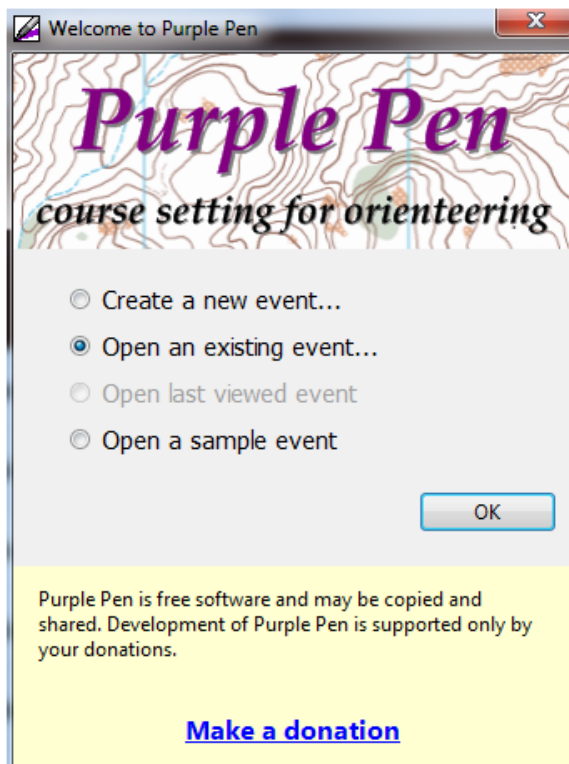 Welcome to Purple Pen
Purple Pen
course setting for orienteering
Create a new event...
Open an existing event...
Open last viewed event
Open a sample event
OK
Purple Pen is free software and may be copied and
shared. Development of Purple Pen is supported only by
your donations.
Make a donation